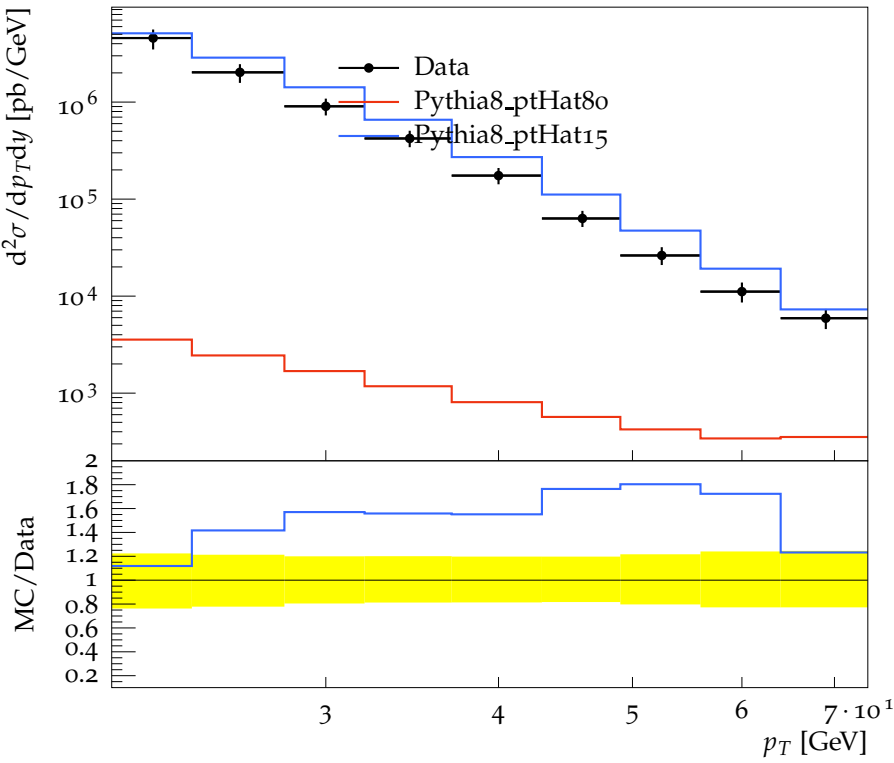 d²σ/dp_T dy [pb/GeV]
10⁶
10⁵
10⁴
10³
Data
Pythia8_ptHat80
Pythia8_ptHat15
MC/Data
2
1.8
1.6
1.4
1.2
1
0.8
0.6
0.4
0.2
3 4 5 6 7 · 10¹
p_T [GeV]